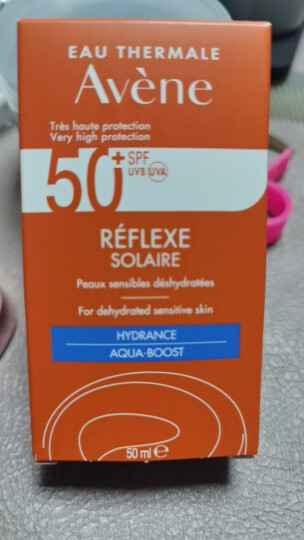 EAU THERMALE
Avène
Très haute protection
Very high protection
50+ SPF
UVB UVA
RÉFLEXE
SOLAIRE
Peaux sensibles déshydratées
For dehydrated sensitive skin
HYDRANCE
AQUA-BOOST
50 ml e